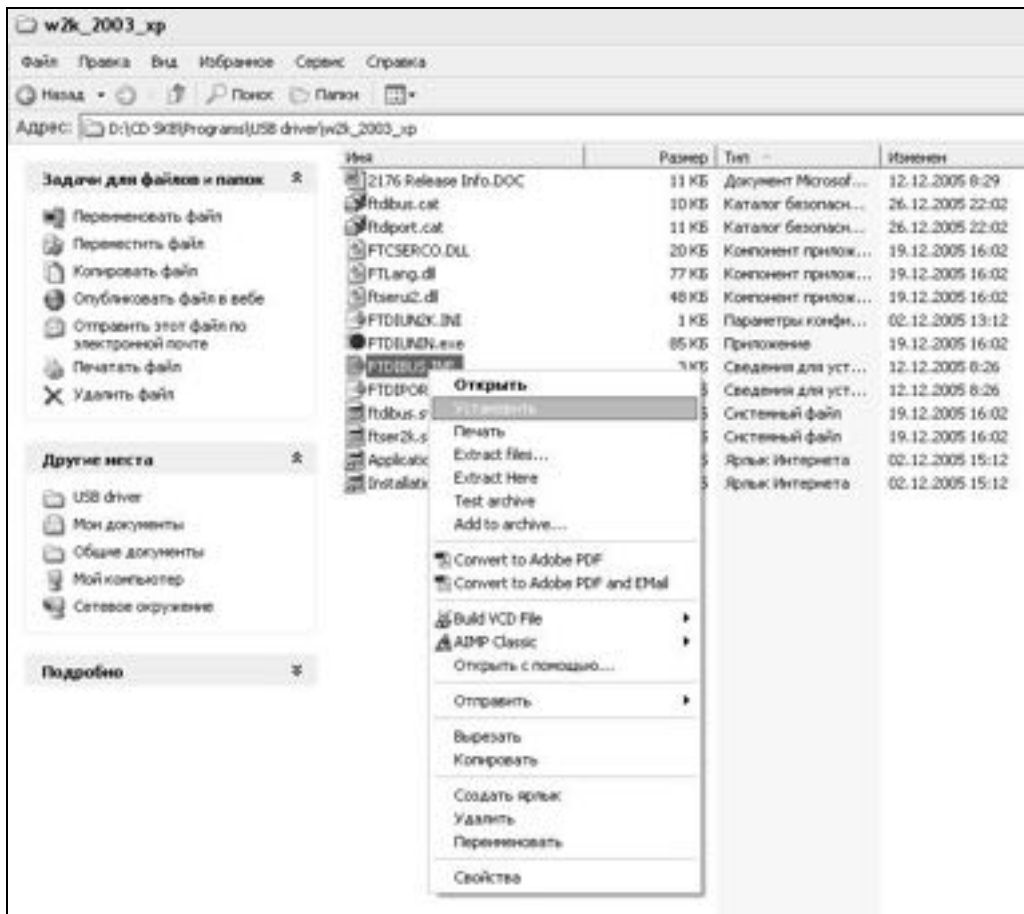 w2k_2003_xp
Файл Правка Вид Избранное Сервис Справка
Назад Поиск Папки
Адрес: D:\CD SKB\Programs\USB driver\w2k_2003_xp
Имя Размер Тип Изменен
Задачи для файлов и папок
Переименовать файл
Переместить файл
Копировать файл
Опубликовать файл в вебе
Отправить этот файл по
электронной почте
Печатать файл
Удалить файл
Другие места
USB driver
Мои документы
Общие документы
Мой компьютер
Сетевое окружение
Подробно
2176 Release Info.DOC 11 КБ Документ Microsof... 12.12.2005 8:29
ftdibus.cat 10 КБ Каталог безопасн... 26.12.2005 22:02
ftdiport.cat 11 КБ Каталог безопасн... 26.12.2005 22:02
FTCSERCO.DLL 20 КБ Компонент прилож... 19.12.2005 16:02
FTLang.dll 77 КБ Компонент прилож... 19.12.2005 16:02
ftserui2.dll 48 КБ Компонент прилож... 19.12.2005 16:02
FTDIUN2K.INI 1 КБ Параметры конфи... 02.12.2005 13:12
FTDIUNIN.exe 85 КБ Приложение 19.12.2005 16:02
FTDIBUS.INF 3 КБ Сведения для уст... 12.12.2005 8:26
FTDIPOR Сведения для уст... 12.12.2005 8:26
ftdibus.s Системный файл 19.12.2005 16:02
ftser2k.s Системный файл 19.12.2005 16:02
Applicatio Ярлык Интернета 02.12.2005 15:12
Installatio Ярлык Интернета 02.12.2005 15:12
Открыть
Установить
Печать
Extract files...
Extract Here
Test archive
Add to archive...
Convert to Adobe PDF
Convert to Adobe PDF and EMail
Build VCD File
AIMP Classic
Открыть с помощью...
Отправить
Вырезать
Копировать
Создать ярлык
Удалить
Переименовать
Свойства